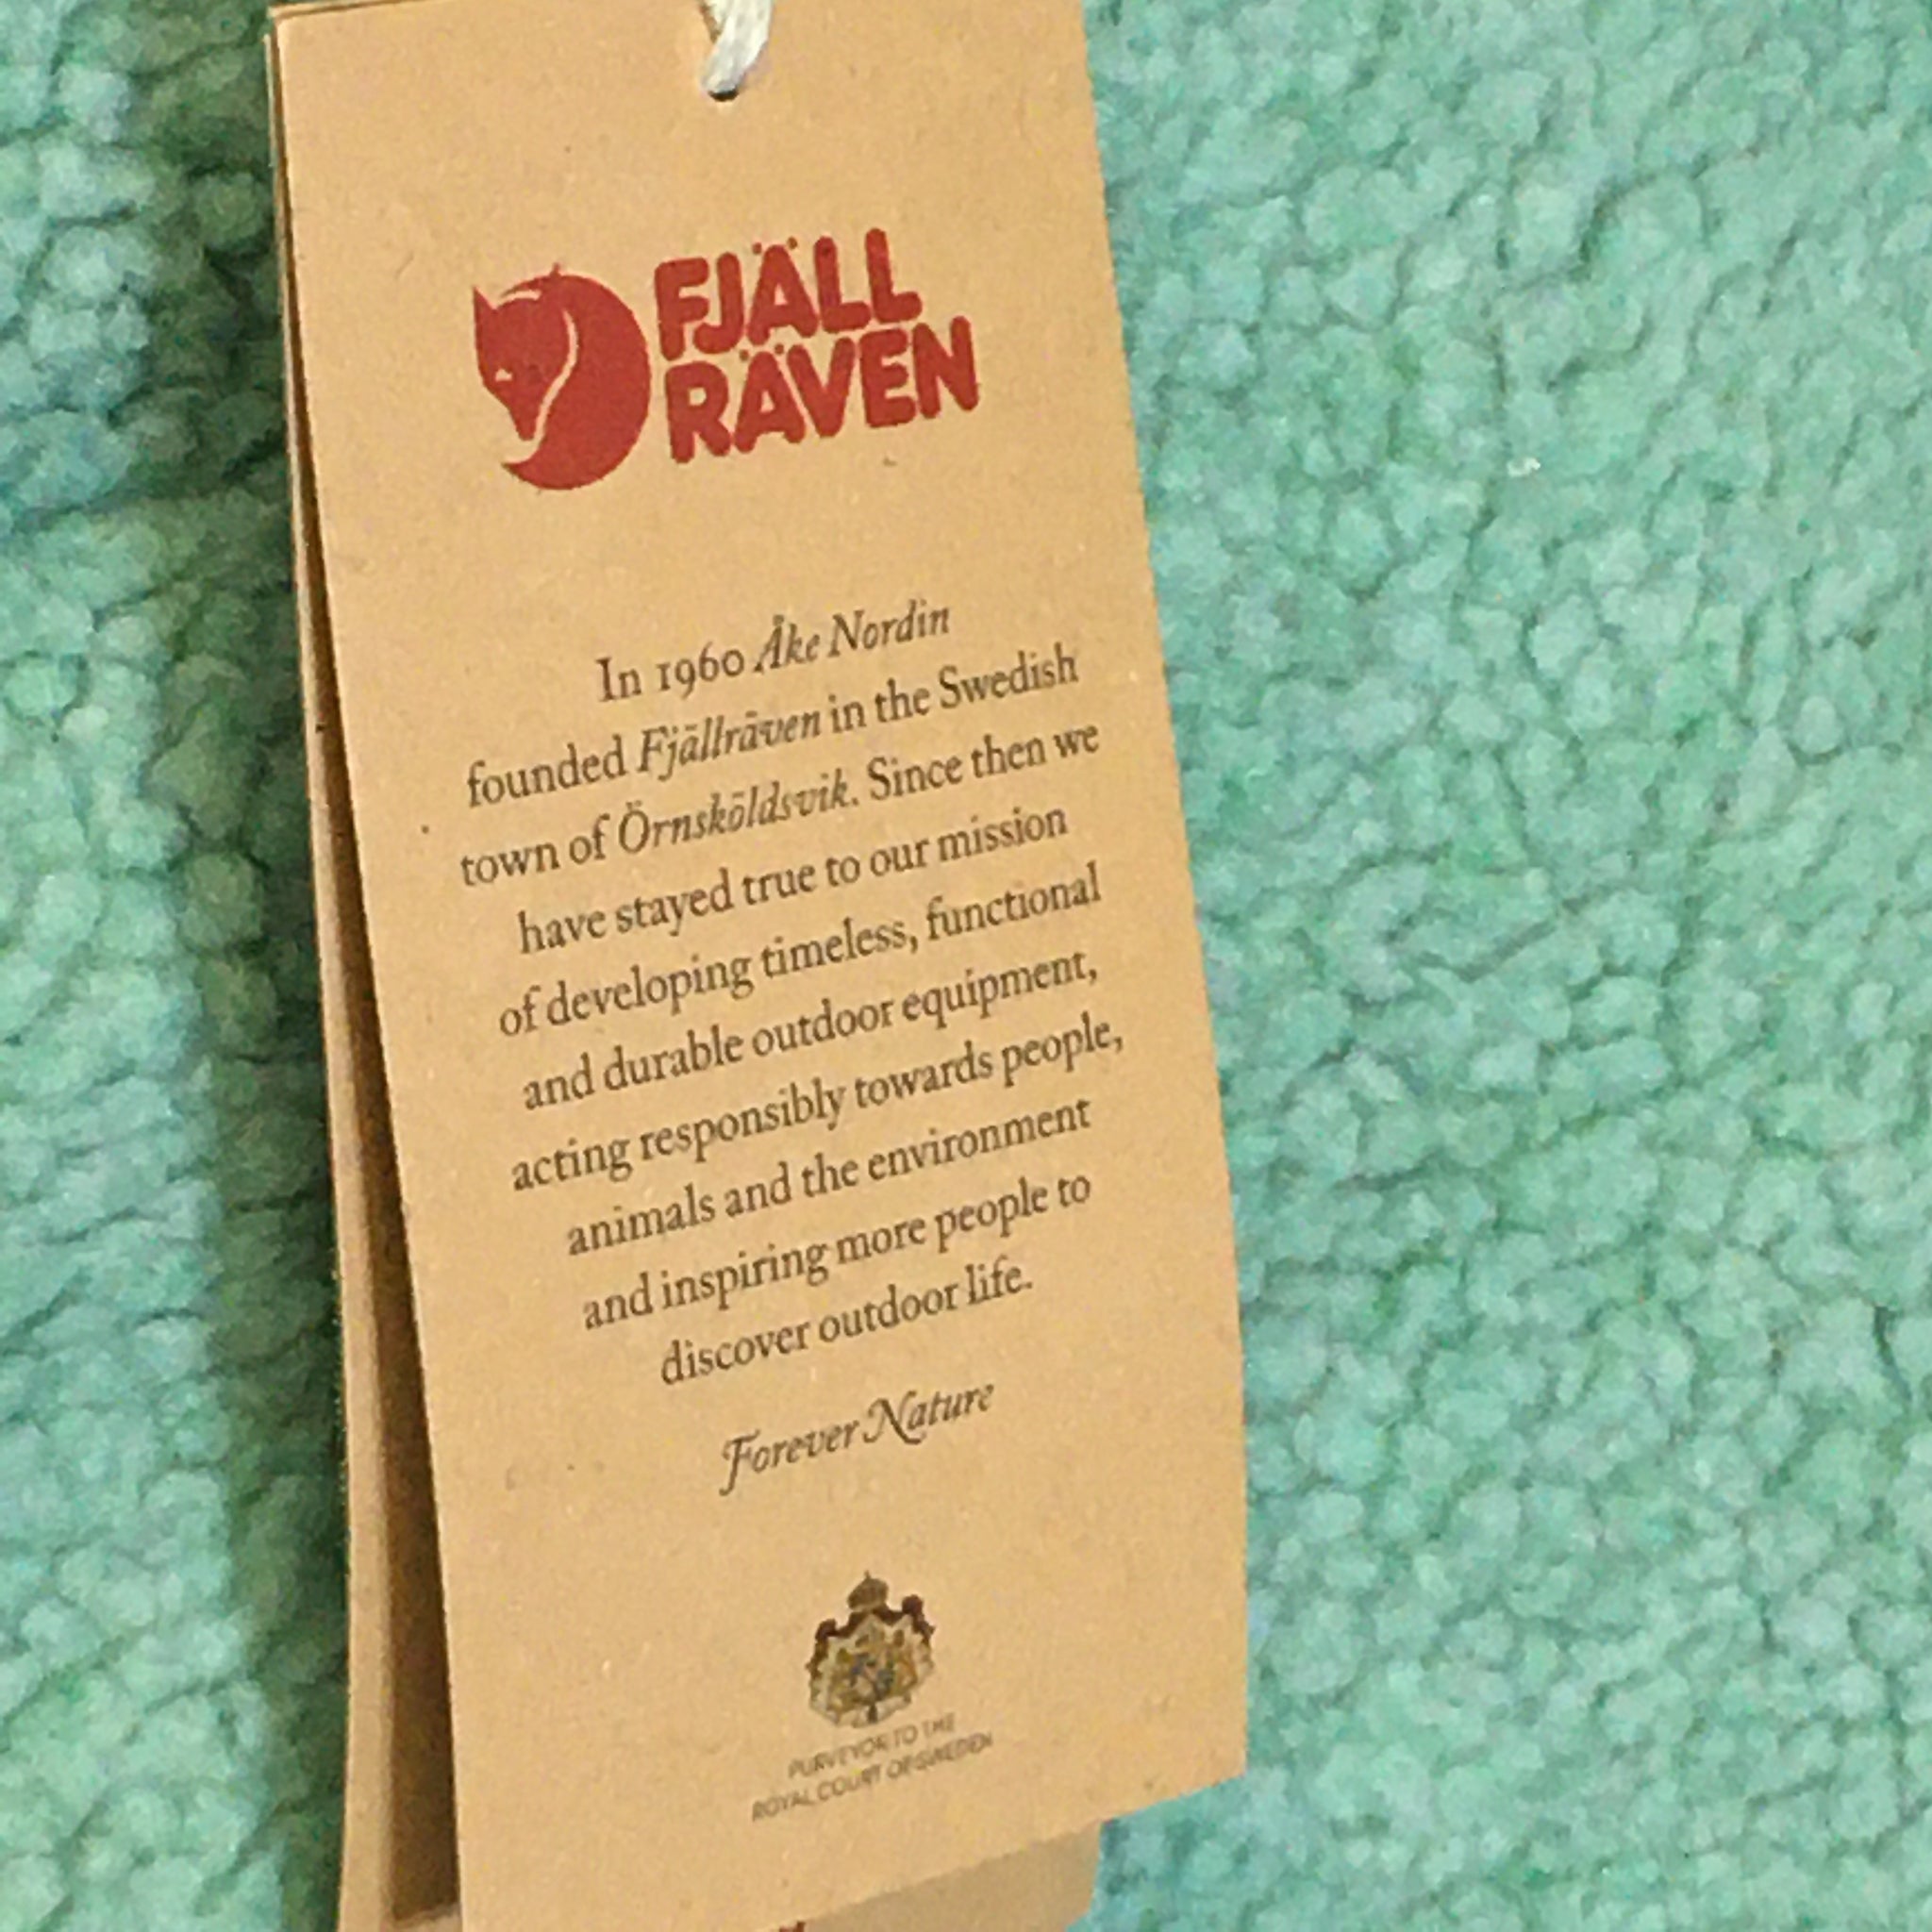 FJÄLL
RÄVEN
In 1960 Åke Nordin
founded Fjällräven in the Swedish
town of Örnsköldsvik. Since then we
have stayed true to our mission
of developing timeless, functional
and durable outdoor equipment,
acting responsibly towards people,
animals and the environment
and inspiring more people to
discover outdoor life.
Forever Nature
PURVEYOR TO THE
ROYAL COURT OF SWEDEN